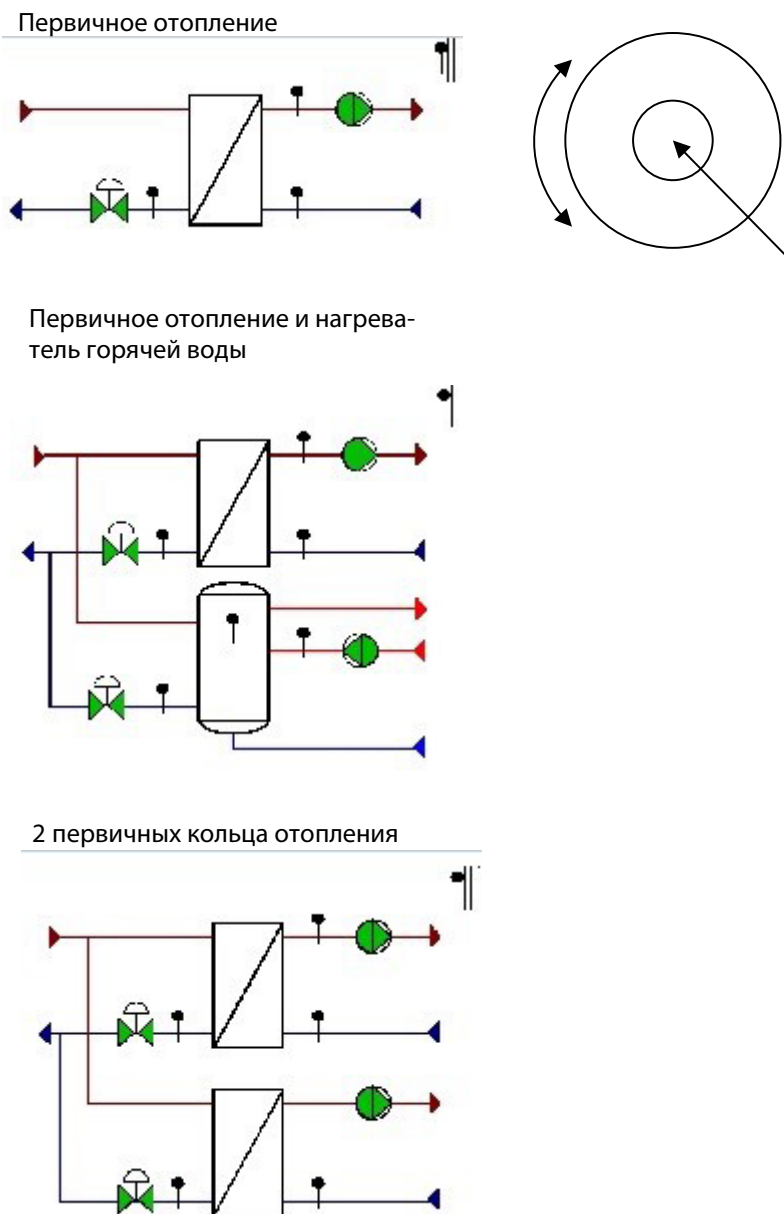 Первичное отопление
Первичное отопление и нагрева-
тель горячей воды
2 первичных кольца отопления